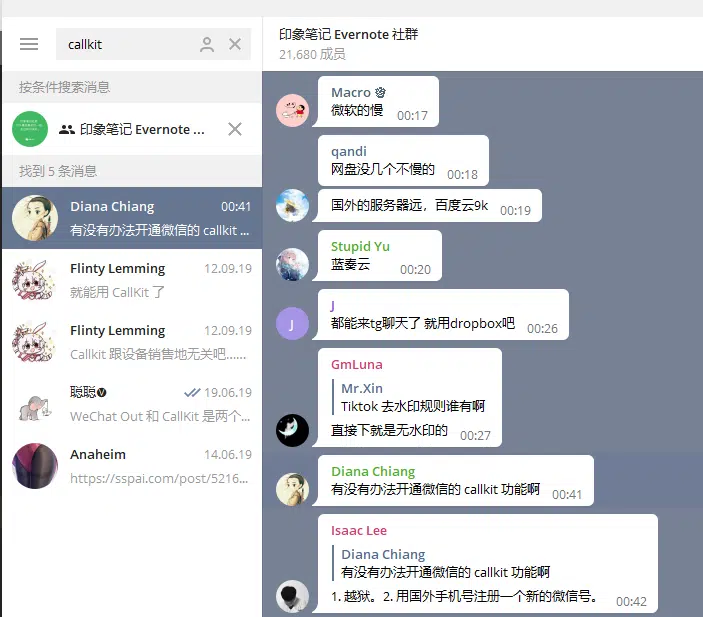 callkit
按条件搜索消息
印象笔记 Evernote ...
找到 5 条消息
Diana Chiang 00:41
有没有办法开通微信的 callkit ...
Flinty Lemming 12.09.19
就能用 CallKit 了
Flinty Lemming 12.09.19
Callkit 跟设备销售地无关吧......
聪聪 19.06.19
WeChat Out 和 CallKit 是两个...
Anaheim 14.06.19
https://sspai.com/post/5216...
印象笔记 Evernote 社群
21,680 成员
Macro
微软的慢 00:17
qandi
网盘没几个不慢的 00:18
国外的服务器远，百度云9k 00:19
Stupid Yu
蓝奏云 00:20
J
J
都能来tg聊天了 就用dropbox吧 00:26
GmLuna
Mr.Xin
Tiktok 去水印规则谁有啊
直接下就是无水印的 00:27
Diana Chiang
有没有办法开通微信的 callkit 功能啊 00:41
Isaac Lee
Diana Chiang
有没有办法开通微信的 callkit 功能啊
1. 越狱。2. 用国外手机号注册一个新的微信号。 00:42